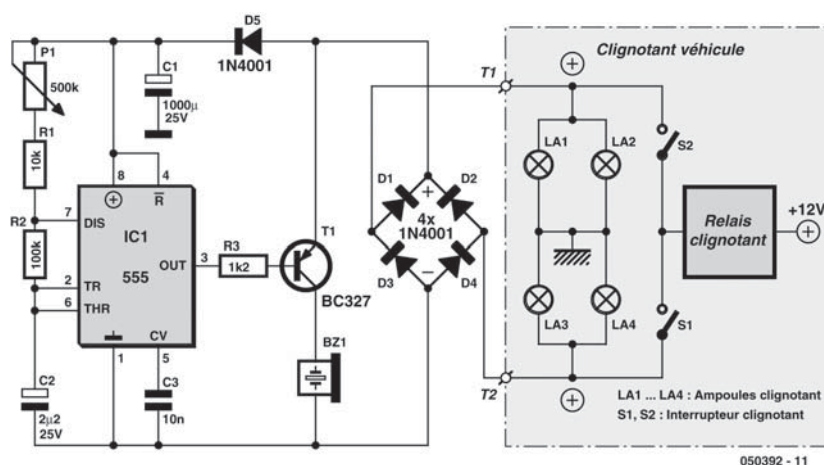 D5
1N4001
P1
500k
C1
1000µ
25V
R1
10k
R2
100k
8
4
R
7
DIS
IC1
555
OUT
3
2
TR
6
THR
CV
1
5
R3
1k2
T1
BC327
BZ1
C2
2µ2
25V
C3
10n
D1
D2
+
4x
1N4001
–
D3
D4
Clignotant véhicule
T1
+
LA1
LA2
S2
Relais
clignotant
+12V
+
LA3
LA4
S1
T2
+
LA1 ... LA4 : Ampoules clignotant
S1, S2 : Interrupteur clignotant
050392 - 11